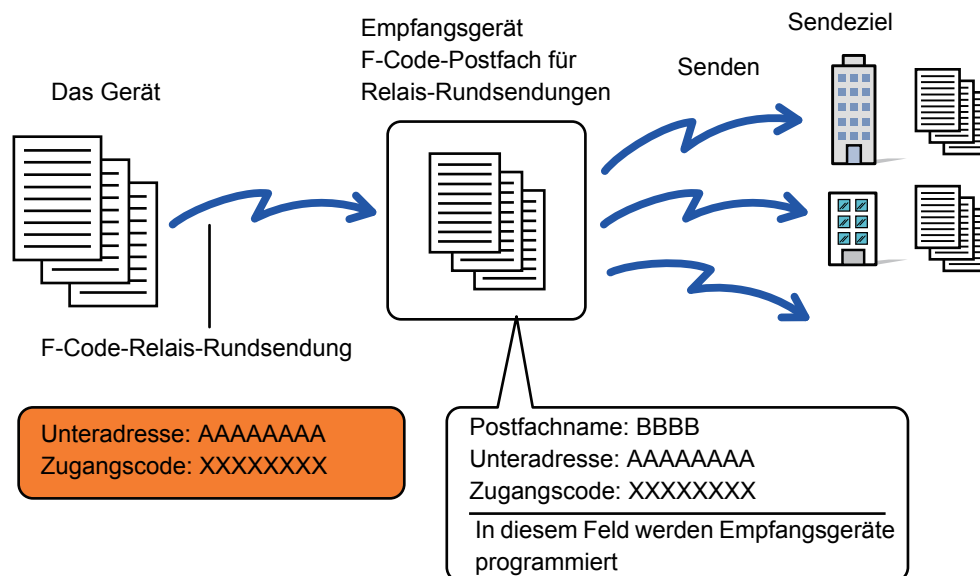 Das Gerät
Empfangsgerät
F-Code-Postfach für
Relais-Rundsendungen
Senden
Sendeziel
F-Code-Relais-Rundsendung
Unteradresse: AAAAAAAA
Zugangscode: XXXXXXXX
Postfachname: BBBB
Unteradresse: AAAAAAAA
Zugangscode: XXXXXXXX
In diesem Feld werden Empfangsgeräte
programmiert